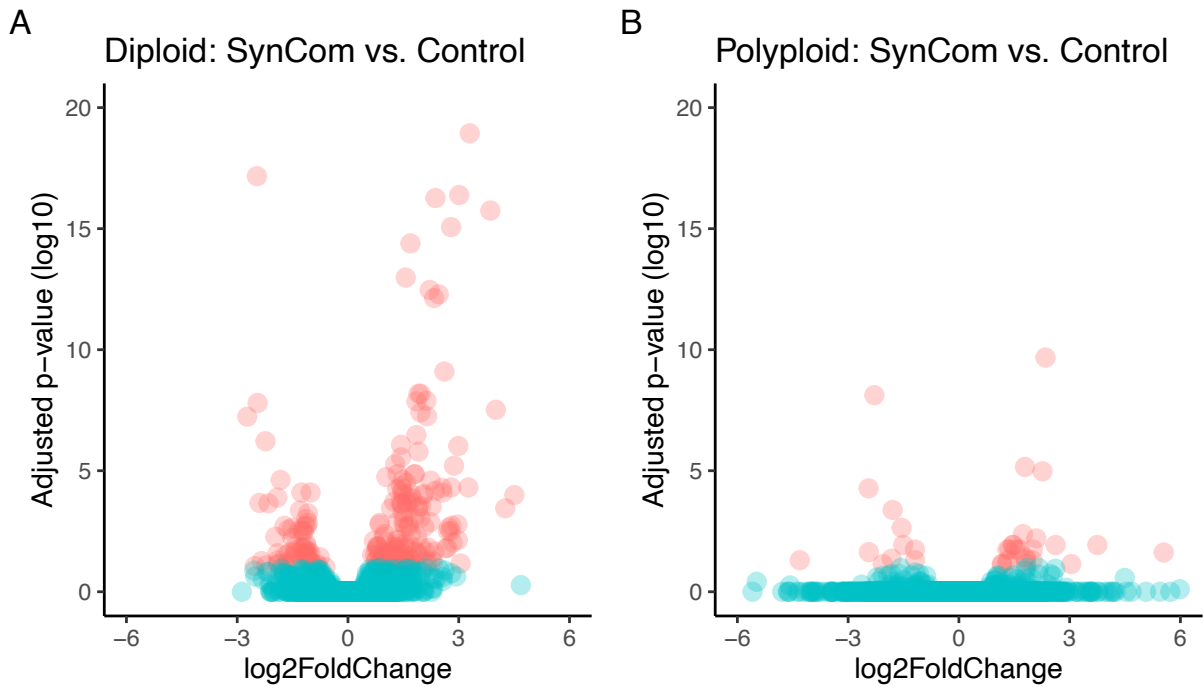 A
Diploid: SynCom vs. Control
20
15
10
5
0
Adjusted p−value (log10)
−6 −3 0 3 6
log2FoldChange
B
Polyploid: SynCom vs. Control
20
15
10
5
0
Adjusted p−value (log10)
−6 −3 0 3 6
log2FoldChange